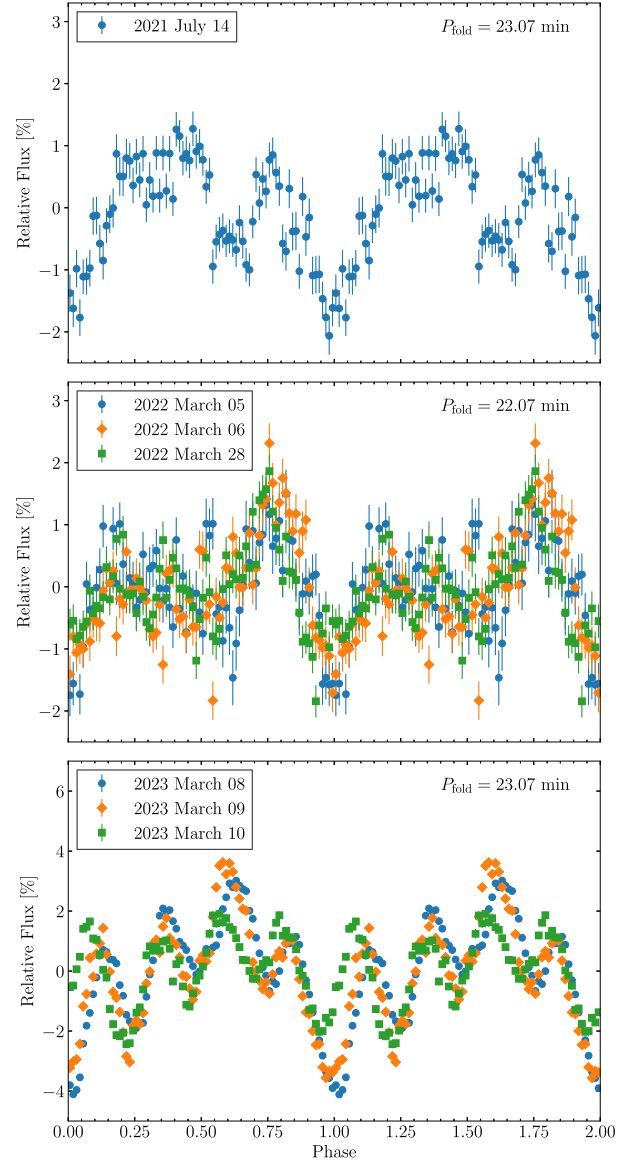 2021 July 14
P_fold = 23.07 min
3
2
1
0
−1
−2
Relative Flux [%]
2022 March 05
2022 March 06
2022 March 28
P_fold = 22.07 min
3
2
1
0
−1
−2
Relative Flux [%]
2023 March 08
2023 March 09
2023 March 10
P_fold = 23.07 min
6
4
2
0
−2
−4
Relative Flux [%]
0.00 0.25 0.50 0.75 1.00 1.25 1.50 1.75 2.00
Phase